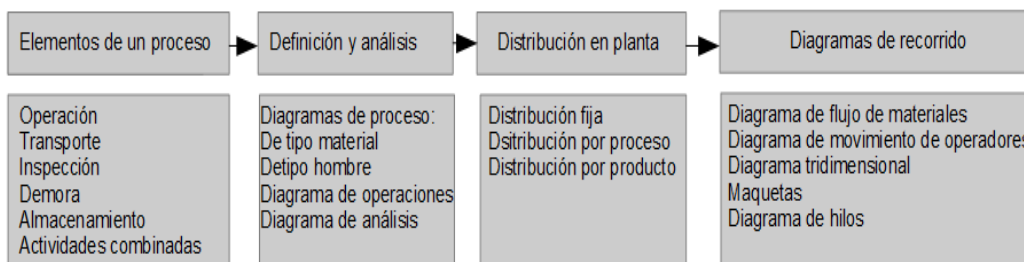 Elementos de un proceso
Definición y análisis
Distribución en planta
Diagramas de recorrido
Operación
Transporte
Inspección
Demora
Almacenamiento
Actividades combinadas
Diagramas de proceso:
De tipo material
Detipo hombre
Diagrama de operaciones
Diagrama de análisis
Distribución fija
Dsitribución por proceso
Distribución por producto
Diagrama de flujo de materiales
Diagrama de movimiento de operadores
Diagrama tridimensional
Maquetas
Diagrama de hilos